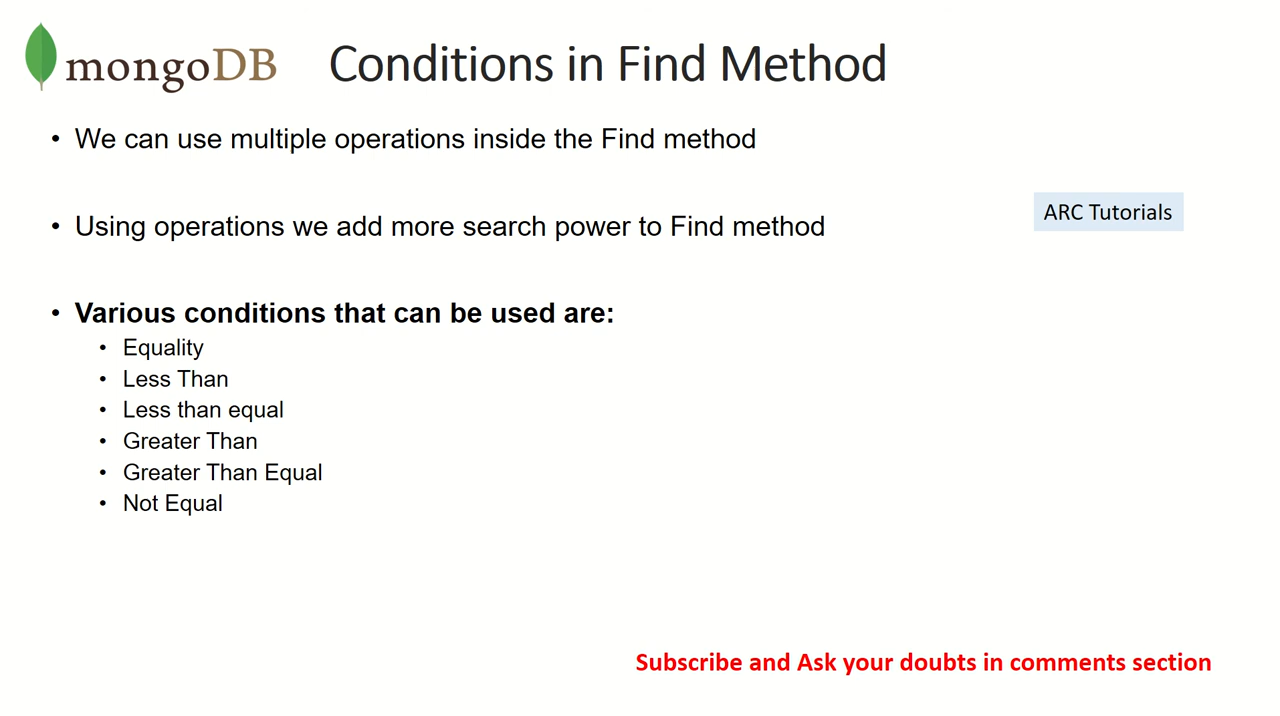 mongoDB
Conditions in Find Method
• We can use multiple operations inside the Find method
• Using operations we add more search power to Find method
ARC Tutorials
• Various conditions that can be used are:
• Equality
• Less Than
• Less than equal
• Greater Than
• Greater Than Equal
• Not Equal
Subscribe and Ask your doubts in comments section